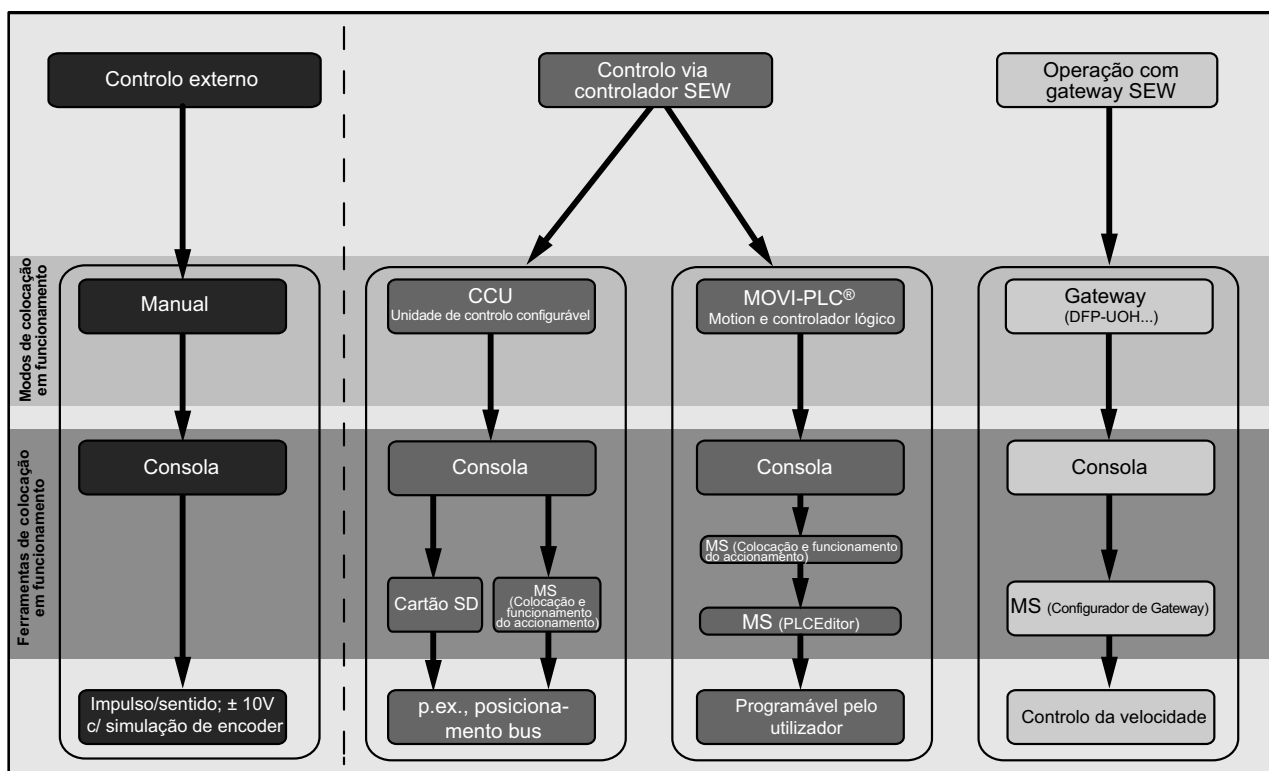 Controlo externo
Controlo via
controlador SEW
Operação com
gateway SEW
Modos de colocação
em funcionamento
Manual
CCU
Unidade de controlo configurável
MOVI-PLC®
Motion e controlador lógico
Gateway
(DFP-UOH...)
Ferramentas de colocação
em funcionamento
Consola
Consola
Consola
Consola
Cartão SD
MS
(Colocação e
funcionamento
do accionamento)
MS (Colocação e funcionamento
do accionamento)
MS (PLCEditor)
MS (Configurador de Gateway)
Impulso/sentido; ± 10V
c/ simulação de encoder
p.ex., posiciona-
mento bus
Programável pelo
utilizador
Controlo da velocidade